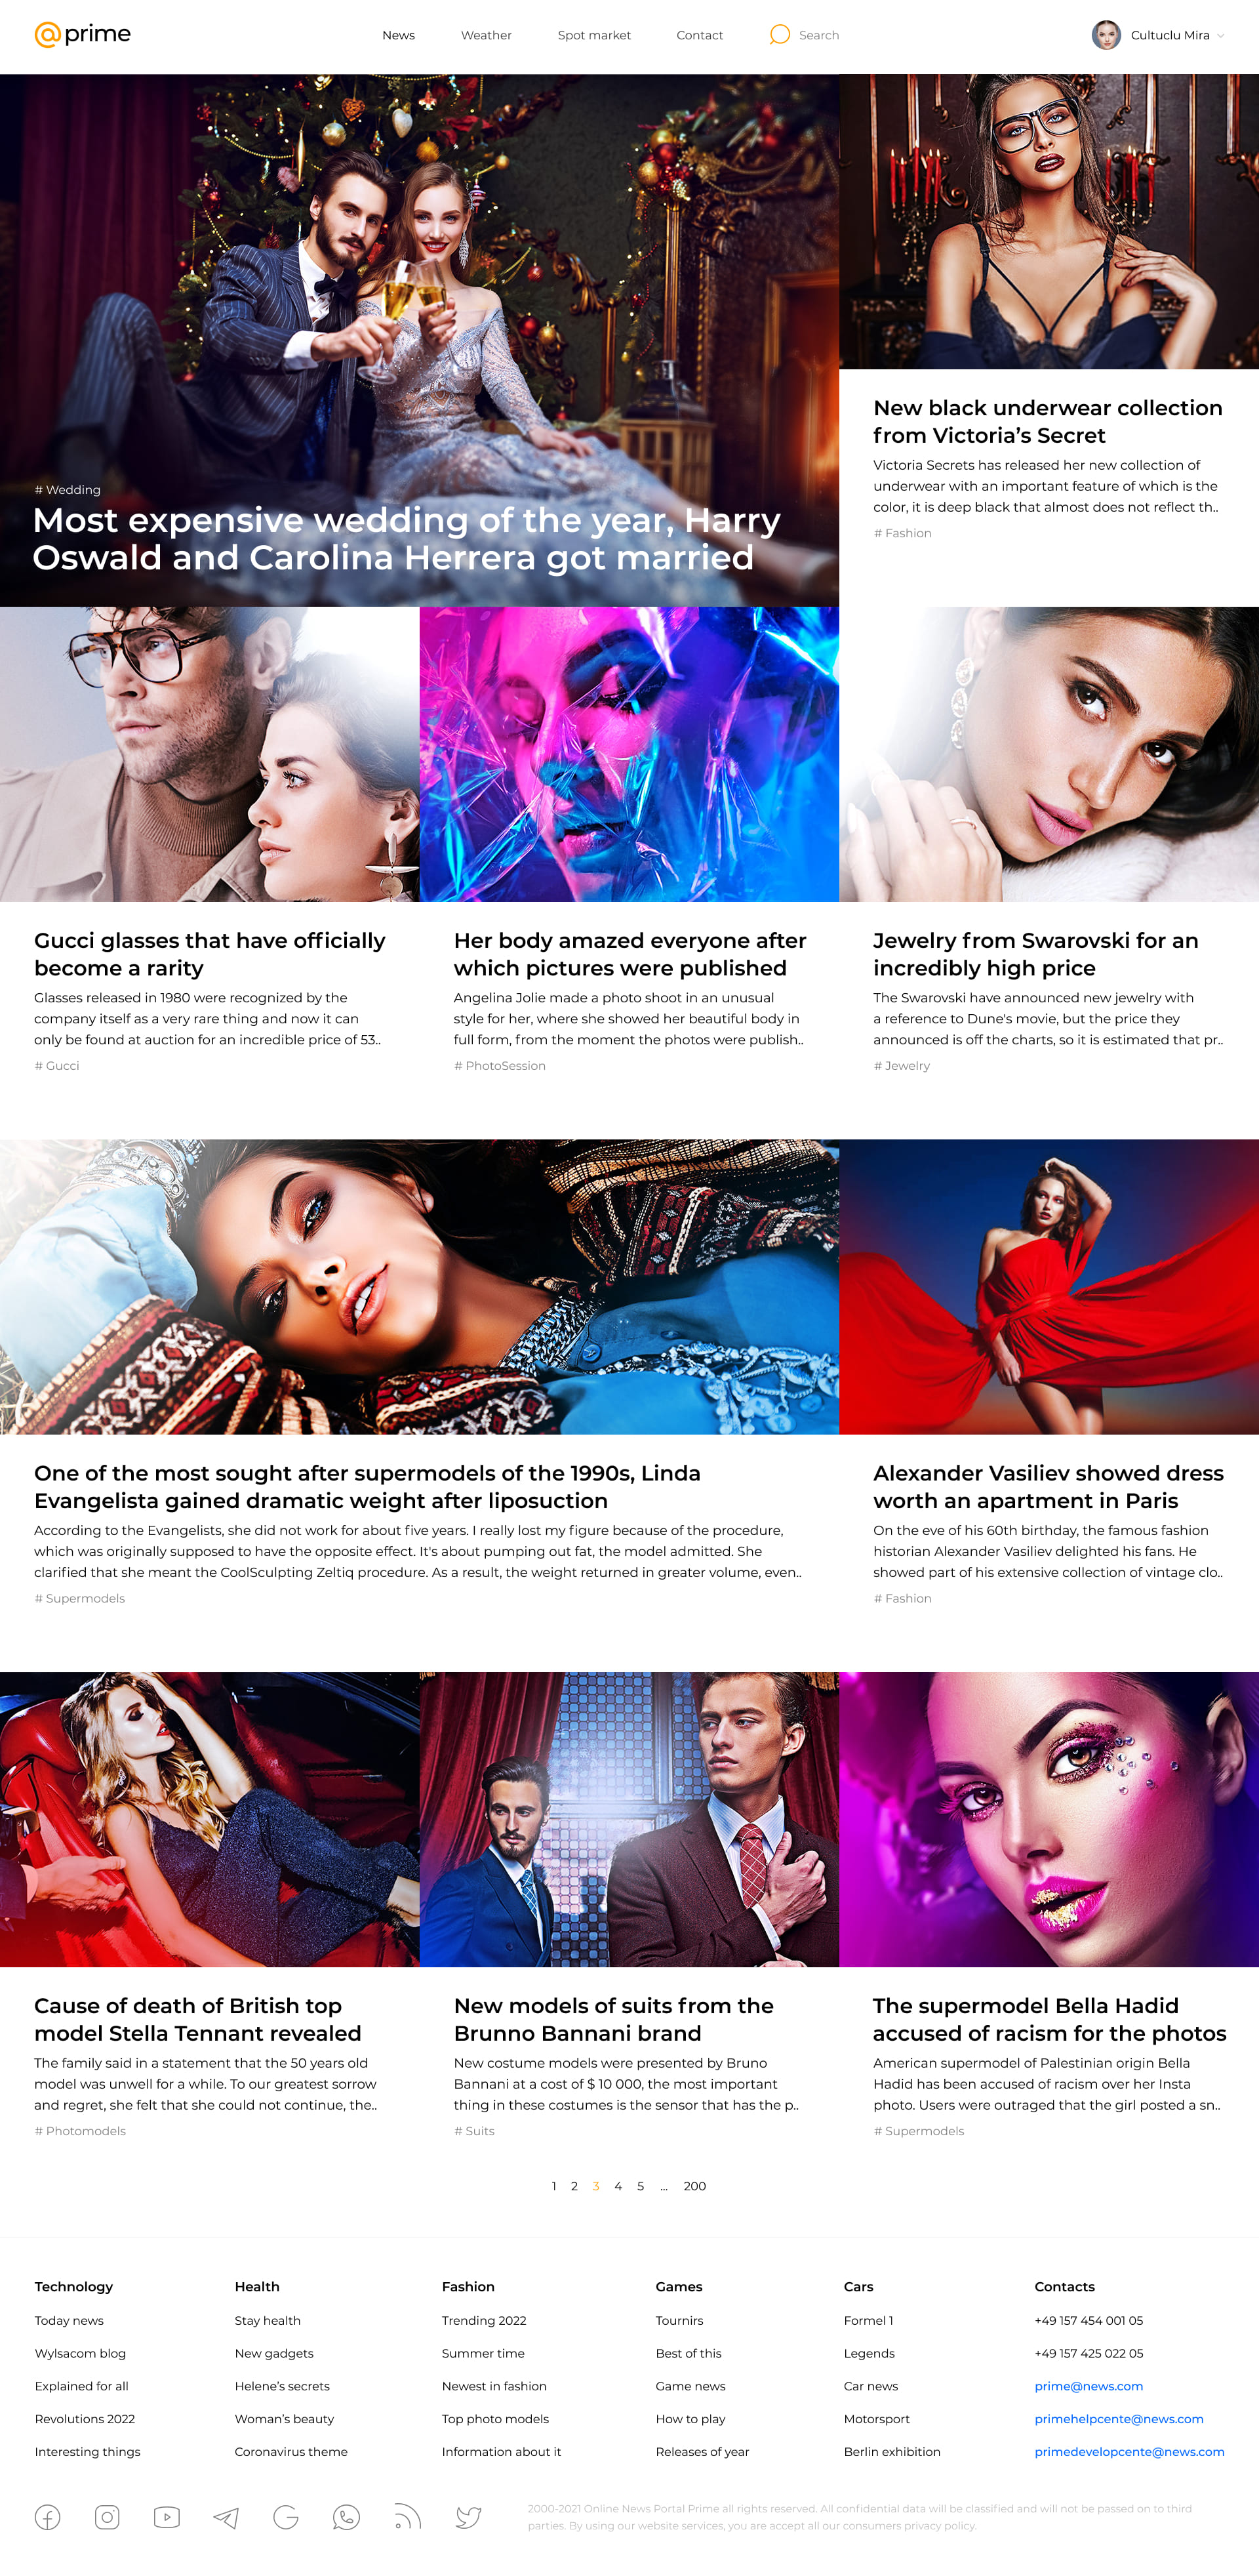 @prime
News Weather Spot market Contact Search Cultuclu Mira
# Wedding
Most expensive wedding of the year, Harry
Oswald and Carolina Herrera got married
New black underwear collection
from Victoria’s Secret
Victoria Secrets has released her new collection of
underwear with an important feature of which is the
color, it is deep black that almost does not reflect th..
# Fashion
Gucci glasses that have officially
become a rarity
Glasses released in 1980 were recognized by the
company itself as a very rare thing and now it can
only be found at auction for an incredible price of 53..
# Gucci
Her body amazed everyone after
which pictures were published
Angelina Jolie made a photo shoot in an unusual
style for her, where she showed her beautiful body in
full form, from the moment the photos were publish..
# PhotoSession
Jewelry from Swarovski for an
incredibly high price
The Swarovski have announced new jewelry with
a reference to Dune's movie, but the price they
announced is off the charts, so it is estimated that pr..
# Jewelry
One of the most sought after supermodels of the 1990s, Linda
Evangelista gained dramatic weight after liposuction
According to the Evangelists, she did not work for about five years. I really lost my figure because of the procedure,
which was originally supposed to have the opposite effect. It's about pumping out fat, the model admitted. She
clarified that she meant the CoolSculpting Zeltiq procedure. As a result, the weight returned in greater volume, even..
# Supermodels
Alexander Vasiliev showed dress
worth an apartment in Paris
On the eve of his 60th birthday, the famous fashion
historian Alexander Vasiliev delighted his fans. He
showed part of his extensive collection of vintage clo..
# Fashion
Cause of death of British top
model Stella Tennant revealed
The family said in a statement that the 50 years old
model was unwell for a while. To our greatest sorrow
and regret, she felt that she could not continue, the..
# Photomodels
New models of suits from the
Brunno Bannani brand
New costume models were presented by Bruno
Bannani at a cost of $ 10 000, the most important
thing in these costumes is the sensor that has the p..
# Suits
The supermodel Bella Hadid
accused of racism for the photos
American supermodel of Palestinian origin Bella
Hadid has been accused of racism over her Insta
photo. Users were outraged that the girl posted a sn..
# Supermodels
1 2 3 4 5 ... 200
Technology Health Fashion Games Cars Contacts
Today news Stay health Trending 2022 Tournirs Formel 1 +49 157 454 001 05
Wylsacom blog New gadgets Summer time Best of this Legends +49 157 425 022 05
Explained for all Helene’s secrets Newest in fashion Game news Car news prime@news.com
Revolutions 2022 Woman’s beauty Top photo models How to play Motorsport primehelpcente@news.com
Interesting things Coronavirus theme Information about it Releases of year Berlin exhibition primedevelopcente@news.com
2000-2021 Online News Portal Prime all rights reserved. All confidential data will be classified and will not be passed on to third
parties. By using our website services, you are accept all our consumers privacy policy.